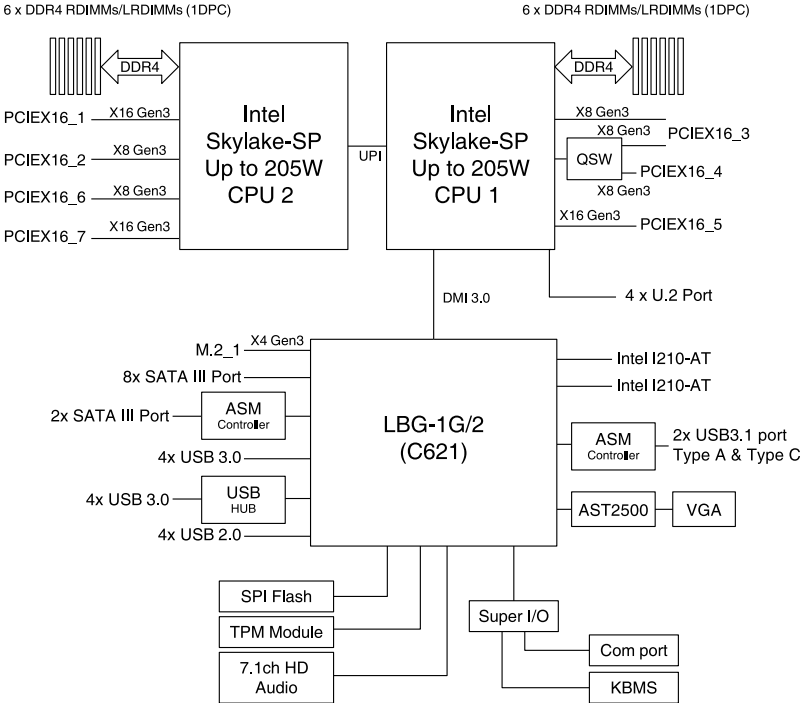 6 x DDR4 RDIMMs/LRDIMMs (1DPC)
6 x DDR4 RDIMMs/LRDIMMs (1DPC)
DDR4
DDR4
PCIEX16_1
X16 Gen3
PCIEX16_2
X8 Gen3
PCIEX16_6
X8 Gen3
PCIEX16_7
X16 Gen3
Intel
Skylake-SP
Up to 205W
CPU 2
UPI
Intel
Skylake-SP
Up to 205W
CPU 1
X8 Gen3
X8 Gen3
PCIEX16_3
QSW
PCIEX16_4
X8 Gen3
X16 Gen3
PCIEX16_5
DMI 3.0
4 x U.2 Port
M.2_1
X4 Gen3
8x SATA III Port
2x SATA III Port
ASM
Controller
4x USB 3.0
4x USB 3.0
USB
HUB
4x USB 2.0
LBG-1G/2
(C621)
Intel I210-AT
Intel I210-AT
ASM
Controller
2x USB3.1 port
Type A & Type C
AST2500
VGA
SPI Flash
TPM Module
7.1ch HD
Audio
Super I/O
Com port
KBMS